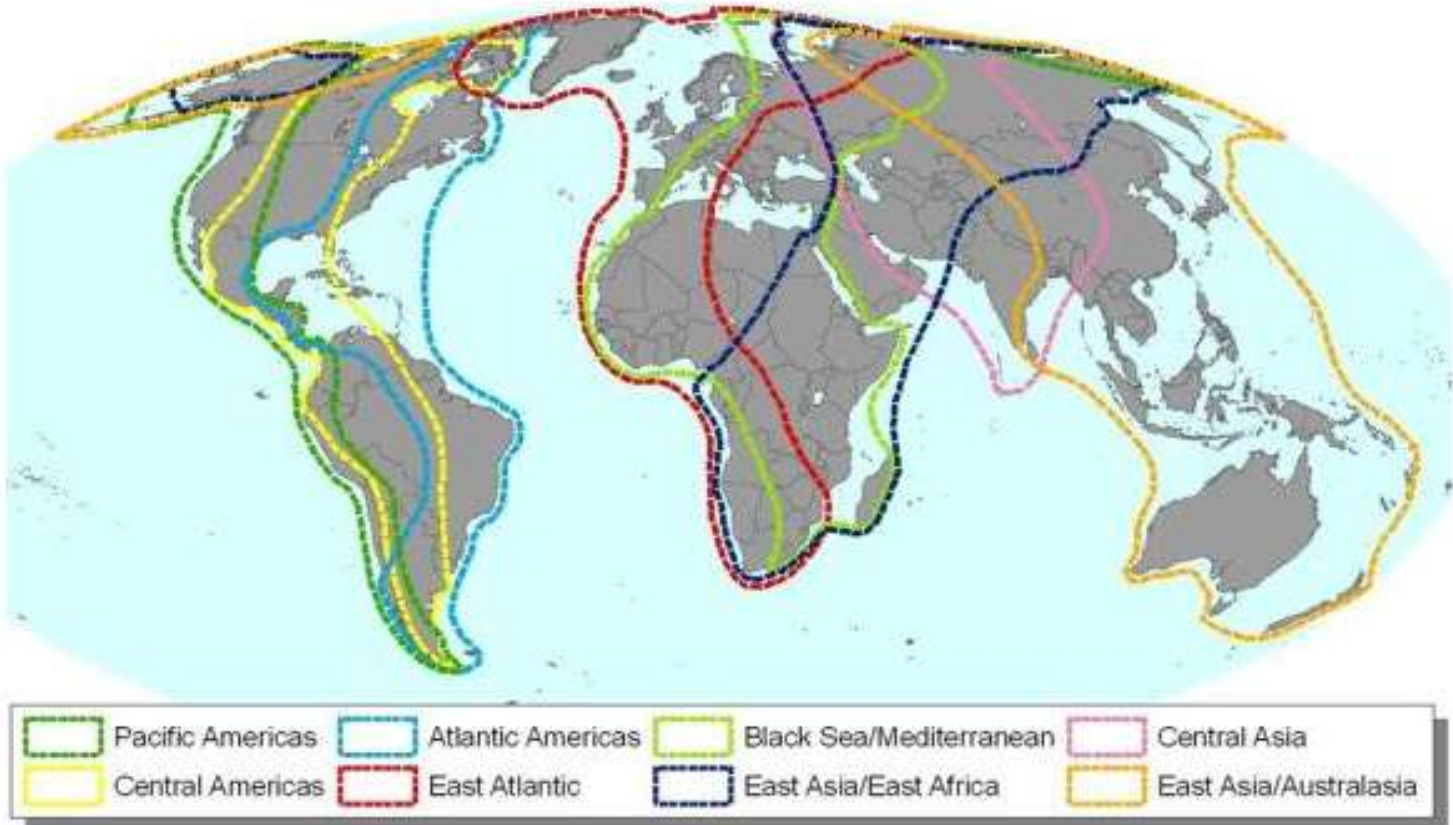 Pacific Americas
Atlantic Americas
Black Sea/Mediterranean
Central Asia
Central Americas
East Atlantic
East Asia/East Africa
East Asia/Australasia